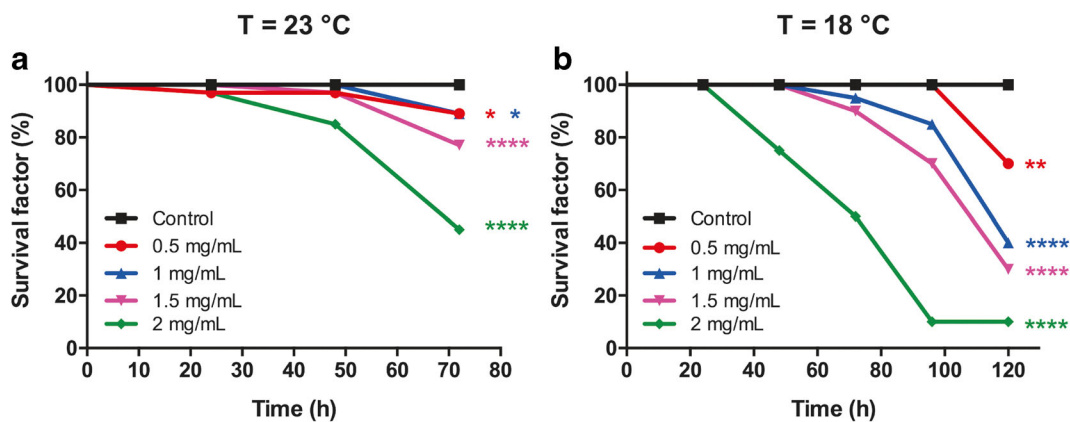 T = 23 °C
T = 18 °C
a
100
80
60
40
20
0
Survival factor (%)
Control
0.5 mg/mL
1 mg/mL
1.5 mg/mL
2 mg/mL
* *
****
****
0 10 20 30 40 50 60 70 80
Time (h)
b
100
80
60
40
20
0
Survival factor (%)
Control
0.5 mg/mL
1 mg/mL
1.5 mg/mL
2 mg/mL
**
****
****
****
0 20 40 60 80 100 120
Time (h)